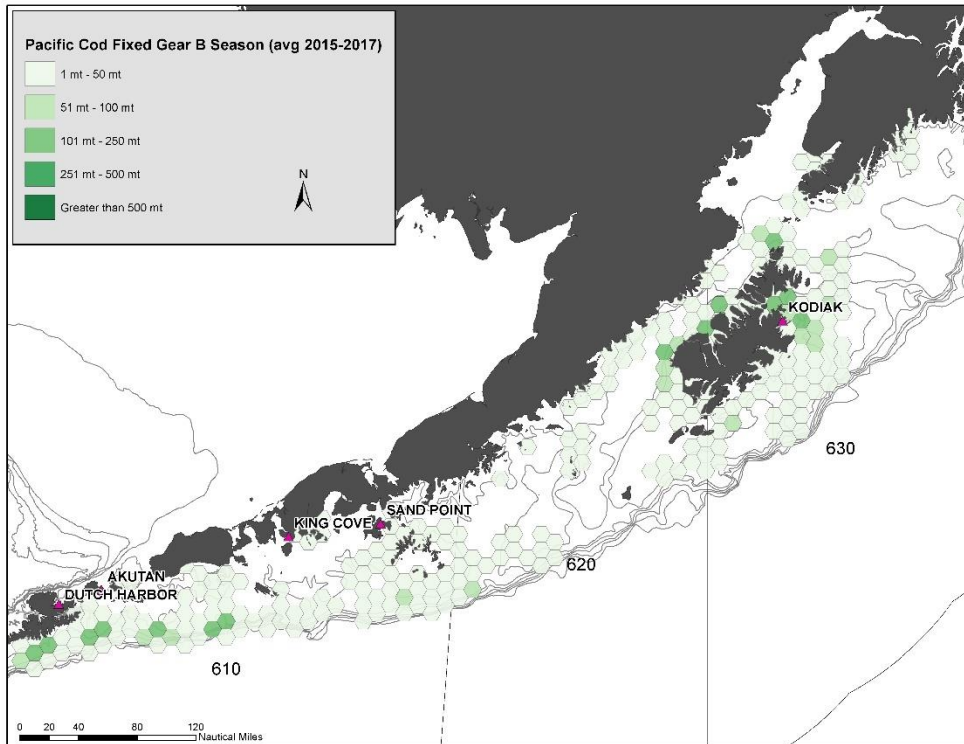 Pacific Cod Fixed Gear B Season (avg 2015-2017)
1 mt - 50 mt
51 mt - 100 mt
101 mt - 250 mt
251 mt - 500 mt
Greater than 500 mt
N
KODIAK
630
SAND POINT
KING COVE
620
AKUTAN
DUTCH HARBOR
610
0 20 40 80 120
Nautical Miles